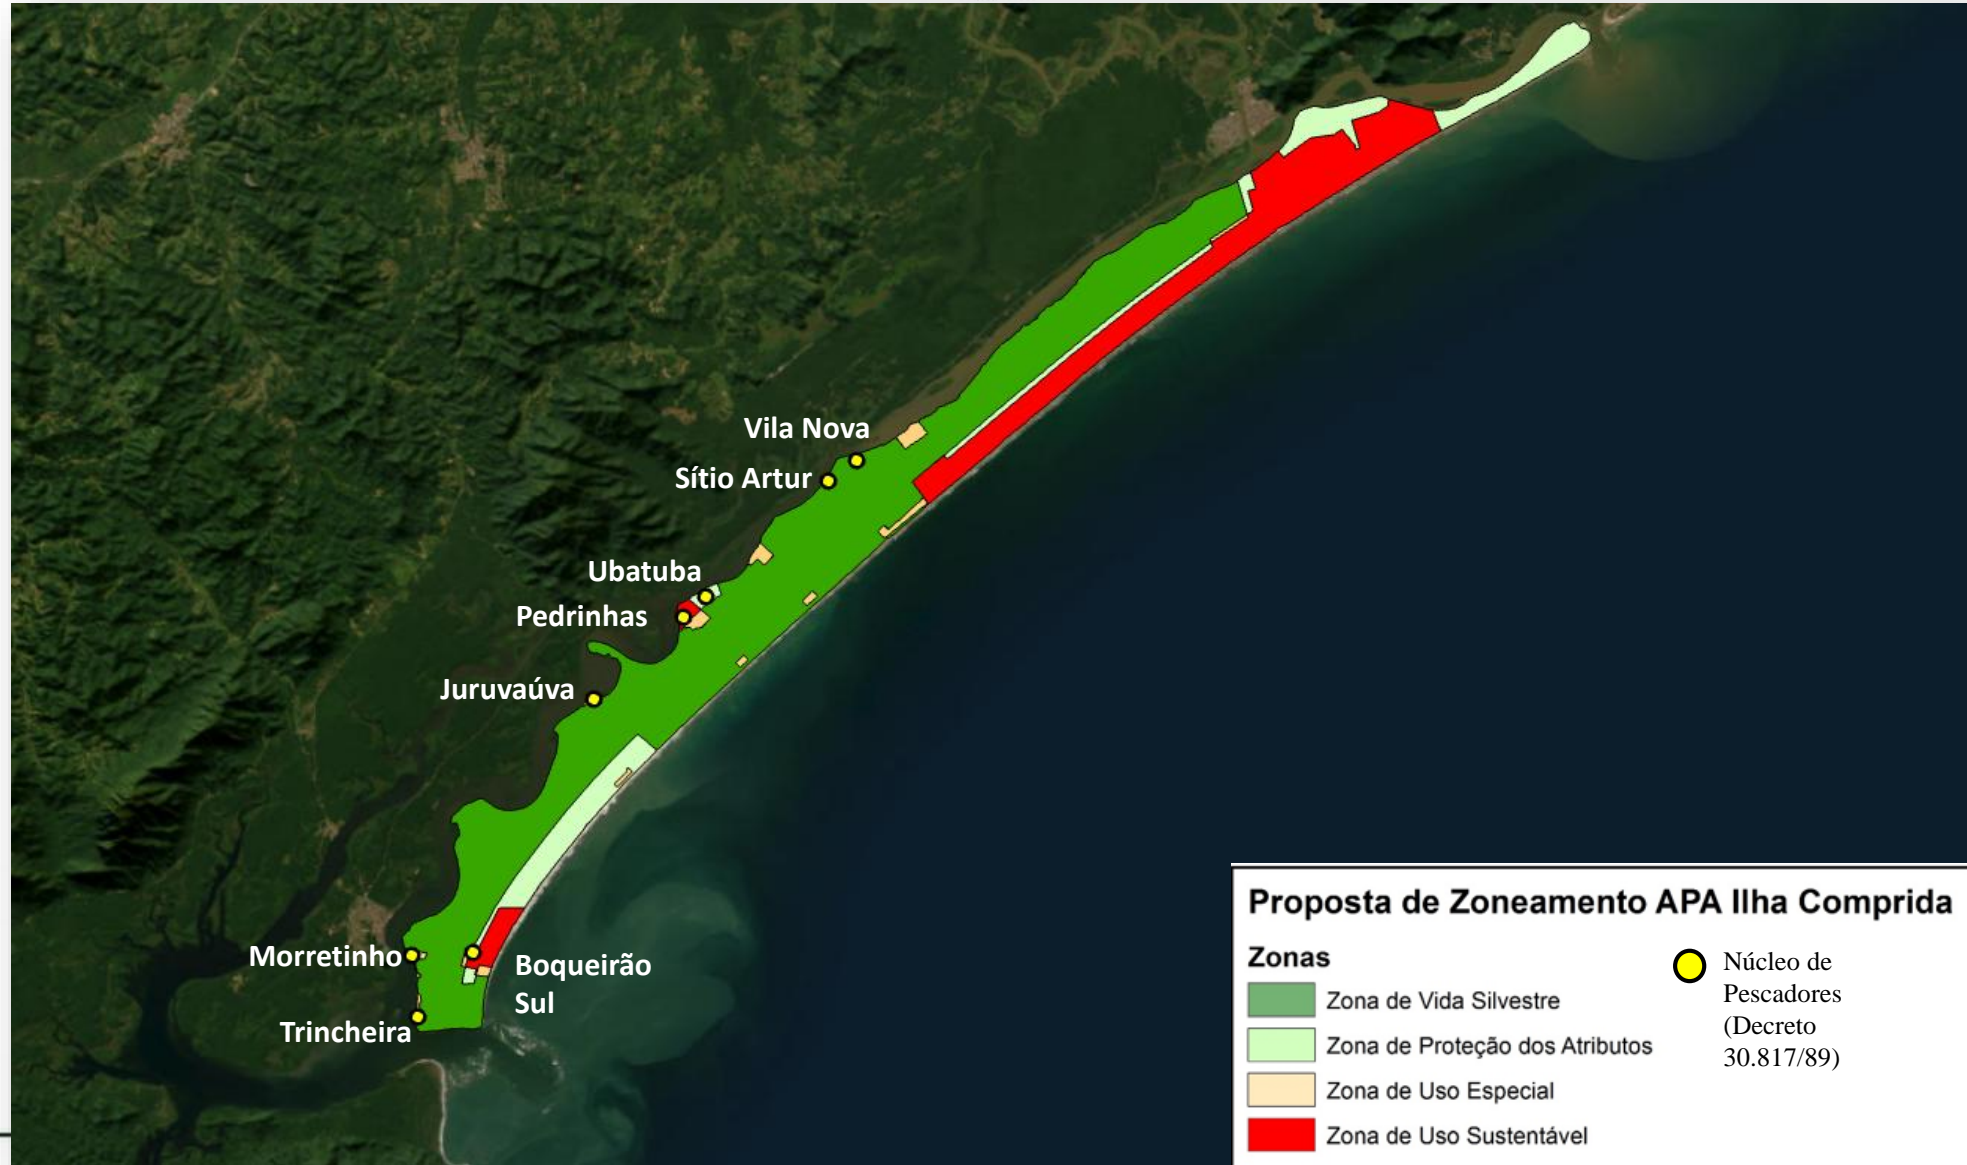 Vila Nova
Sítio Artur
Ubatuba
Pedrinhas
Juruvaúva
Morretinho
Boqueirão
Sul
Trincheira
Proposta de Zoneamento APA Ilha Comprida
Zonas
Zona de Vida Silvestre
Zona de Proteção dos Atributos
Zona de Uso Especial
Zona de Uso Sustentável
Núcleo de
Pescadores
(Decreto
30.817/89)